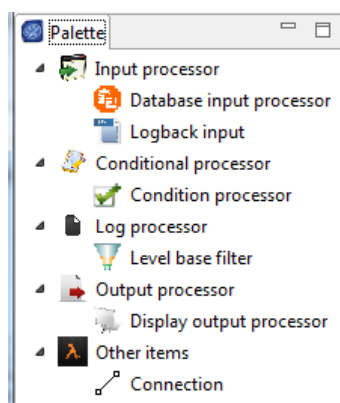 Palette
Input processor
Database input processor
Logback input
Conditional processor
Condition processor
Log processor
Level base filter
Output processor
Display output processor
Other items
Connection